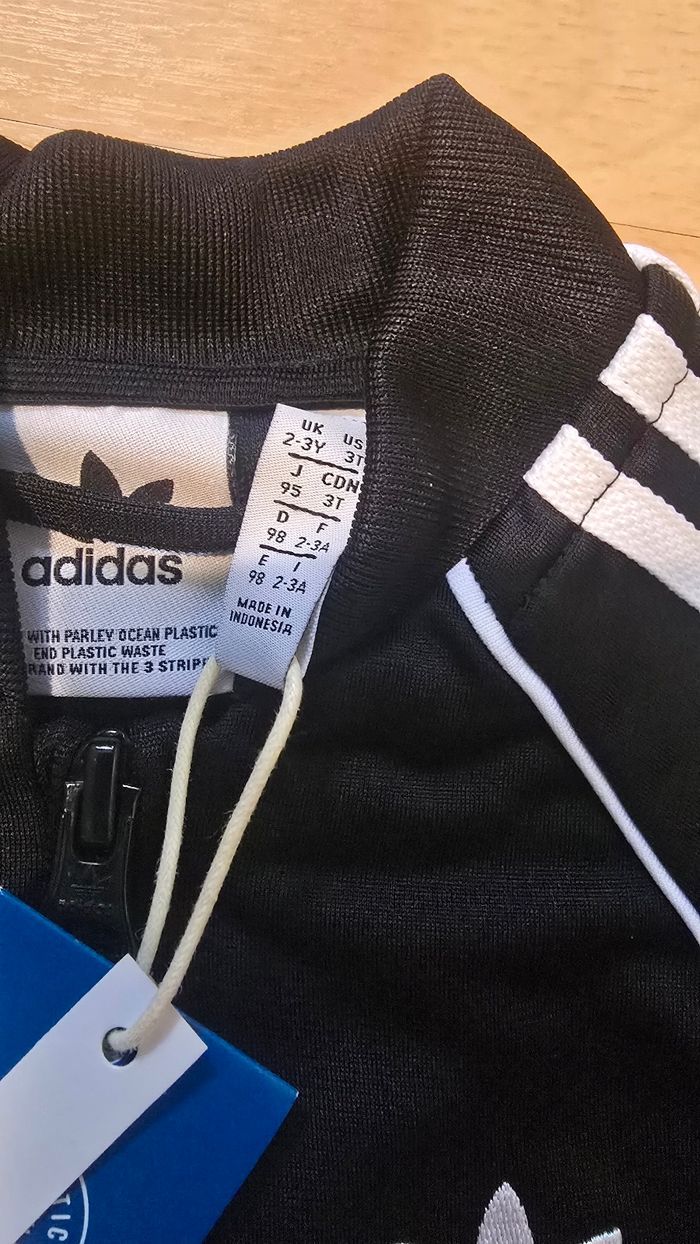 UK US
2-3Y 3T
J CDN
95 3T
D F
98 2-3A
E I
98 2-3A
MADE IN
INDONESIA
adidas
WITH PARLEY OCEAN PLASTIC
END PLASTIC WASTE
BRAND WITH THE 3 STRIPE